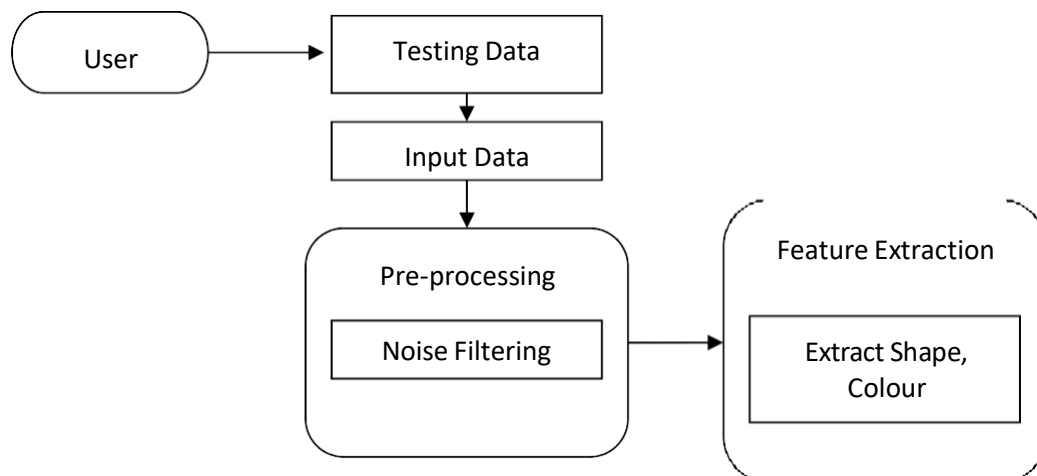 User
Testing Data
Input Data
Pre-processing
Noise Filtering
Feature Extraction
Extract Shape,
Colour